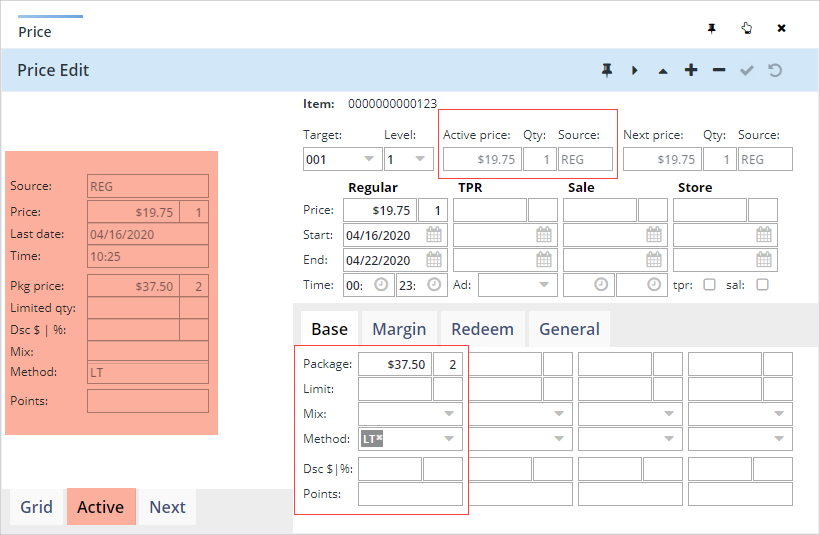 Price
Price Edit
Item: 0000000000123
Target: Level: Active price: Qty: Source: Next price: Qty: Source:
001 1 $19.75 1 REG $19.75 1 REG
Regular TPR Sale Store
Price: $19.75 1
Start: 04/16/2020
End: 04/22/2020
Time: 00: 23: Ad: tpr: sal:
Base Margin Redeem General
Package: $37.50 2
Limit:
Mix:
Method: LT
Dsc $|%:
Points:
Source: REG
Price: $19.75 1
Last date: 04/16/2020
Time: 10:25
Pkg price: $37.50 2
Limited qty:
Dsc $ | %:
Mix:
Method: LT
Points:
Grid Active Next